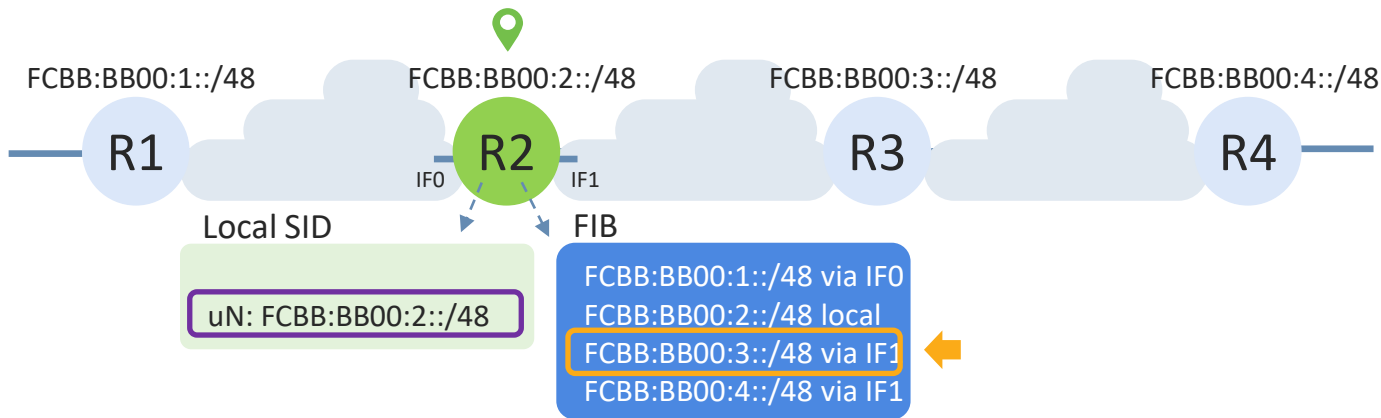 FCBB:BB00:1::/48
FCBB:BB00:2::/48
FCBB:BB00:3::/48
FCBB:BB00:4::/48
R1
R2
R3
R4
IF0
IF1
Local SID
uN: FCBB:BB00:2::/48
FIB
FCBB:BB00:1::/48 via IF0
FCBB:BB00:2::/48 local
FCBB:BB00:3::/48 via IF1
FCBB:BB00:4::/48 via IF1